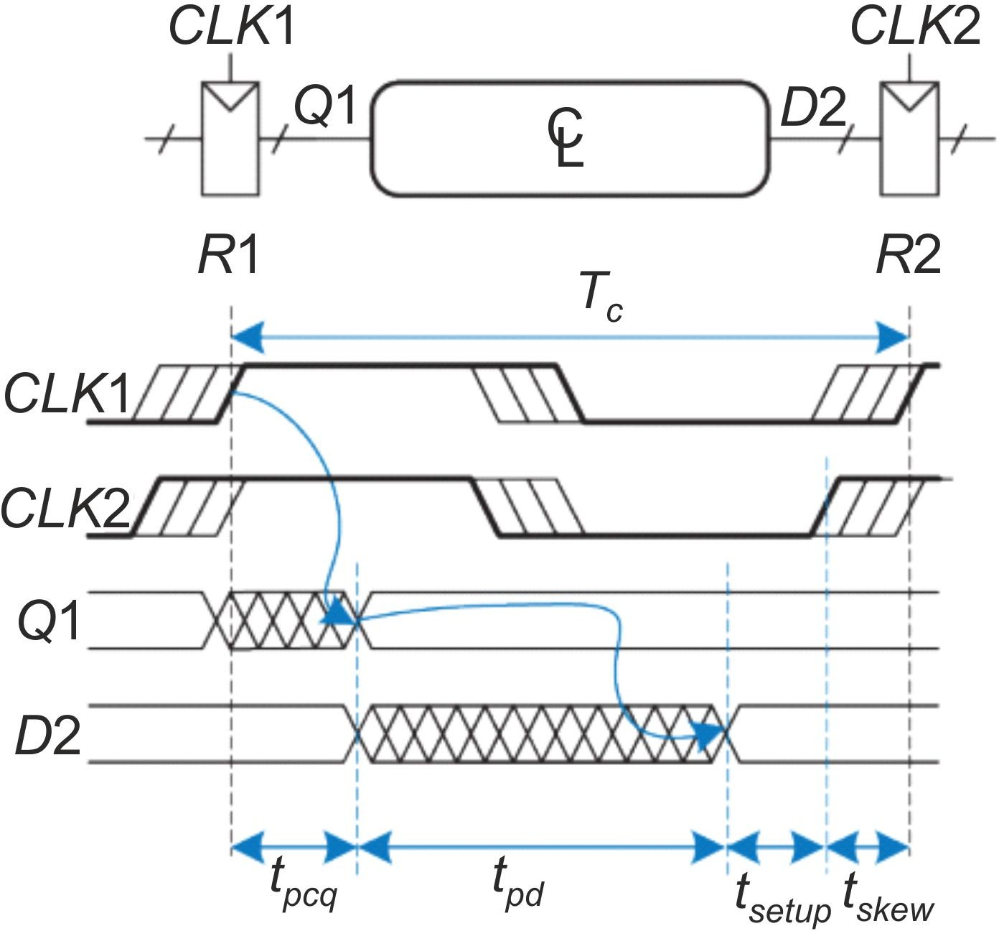 CLK1 CLK2
Q1 CL D2
R1 R2
Tc
CLK1
CLK2
Q1
D2
tpcq tpd tsetup tskew